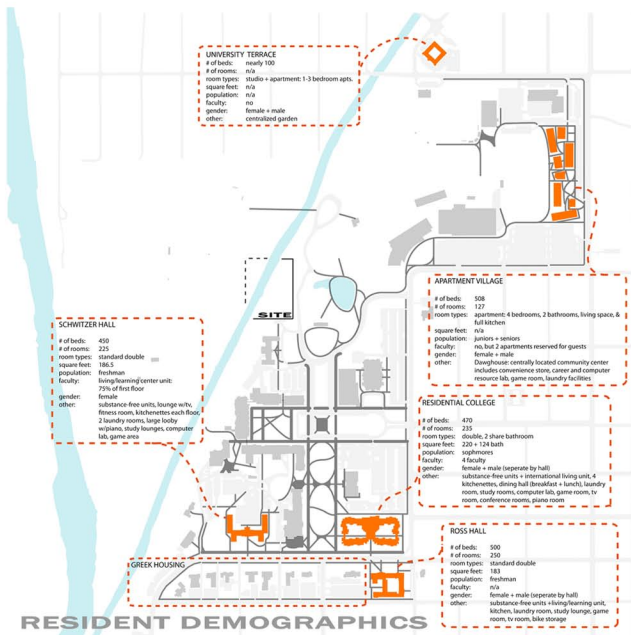 UNIVERSITY TERRACE
# of beds: nearly 100
# of rooms: n/a
room types: studio + apartment: 1-3 bedroom apts.
square feet: n/a
population: n/a
faculty: no
gender: female + male
other: centralized garden
APARTMENT VILLAGE
# of beds: 508
# of rooms: 127
room types: apartment: 4 bedrooms, 2 bathrooms, living space, &
full kitchen
square feet: n/a
population: juniors + seniors
faculty: no, but 2 apartments reserved for guests
gender: female + male
other: Dawghouse: centrally located community center
includes convenience store, career and computer
resource lab, game room, laundry facilities
SITE
SCHWITZER HALL
# of beds: 450
# of rooms: 225
room types: standard double
square feet: 186.5
population: freshman
faculty: living/learning center unit:
75% of first floor
gender: female
other: substance-free units, lounge w/tv,
fitness room, kitchenettes each floor,
2 laundry rooms, large looby
w/piano, study lounges, computer
lab, game area
RESIDENTIAL COLLEGE
# of beds: 470
# of rooms: 235
room types: double, 2 share bathroom
square feet: 220 + 124 bath
population: sophmores
faculty: 4 faculty
gender: female + male (seperate by hall)
other: substance-free units + international living unit, 4
kitchenettes, dining hall (breakfast + lunch), laundry
room, study rooms, computer lab, game room, tv
room, conference rooms, piano room
ROSS HALL
# of beds: 500
# of rooms: 250
room types: standard double
square feet: 183
population: freshman
faculty: n/a
gender: female + male (seperate by hall)
other: substance-free units +living/learning unit,
kitchen, laundry room, study lounge, game
room, tv room, bike storage
GREEK HOUSING
RESIDENT DEMOGRAPHICS